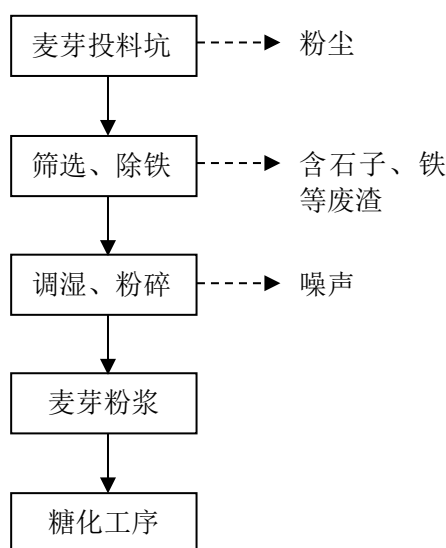 麦芽投料坑
粉尘
筛选、除铁
含石子、铁
等废渣
调湿、粉碎
噪声
麦芽粉浆
糖化工序